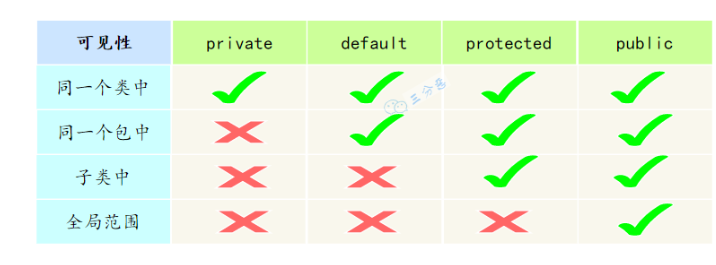 可见性 private default protected public
同一个类中
三分恶
同一个包中
子类中
全局范围